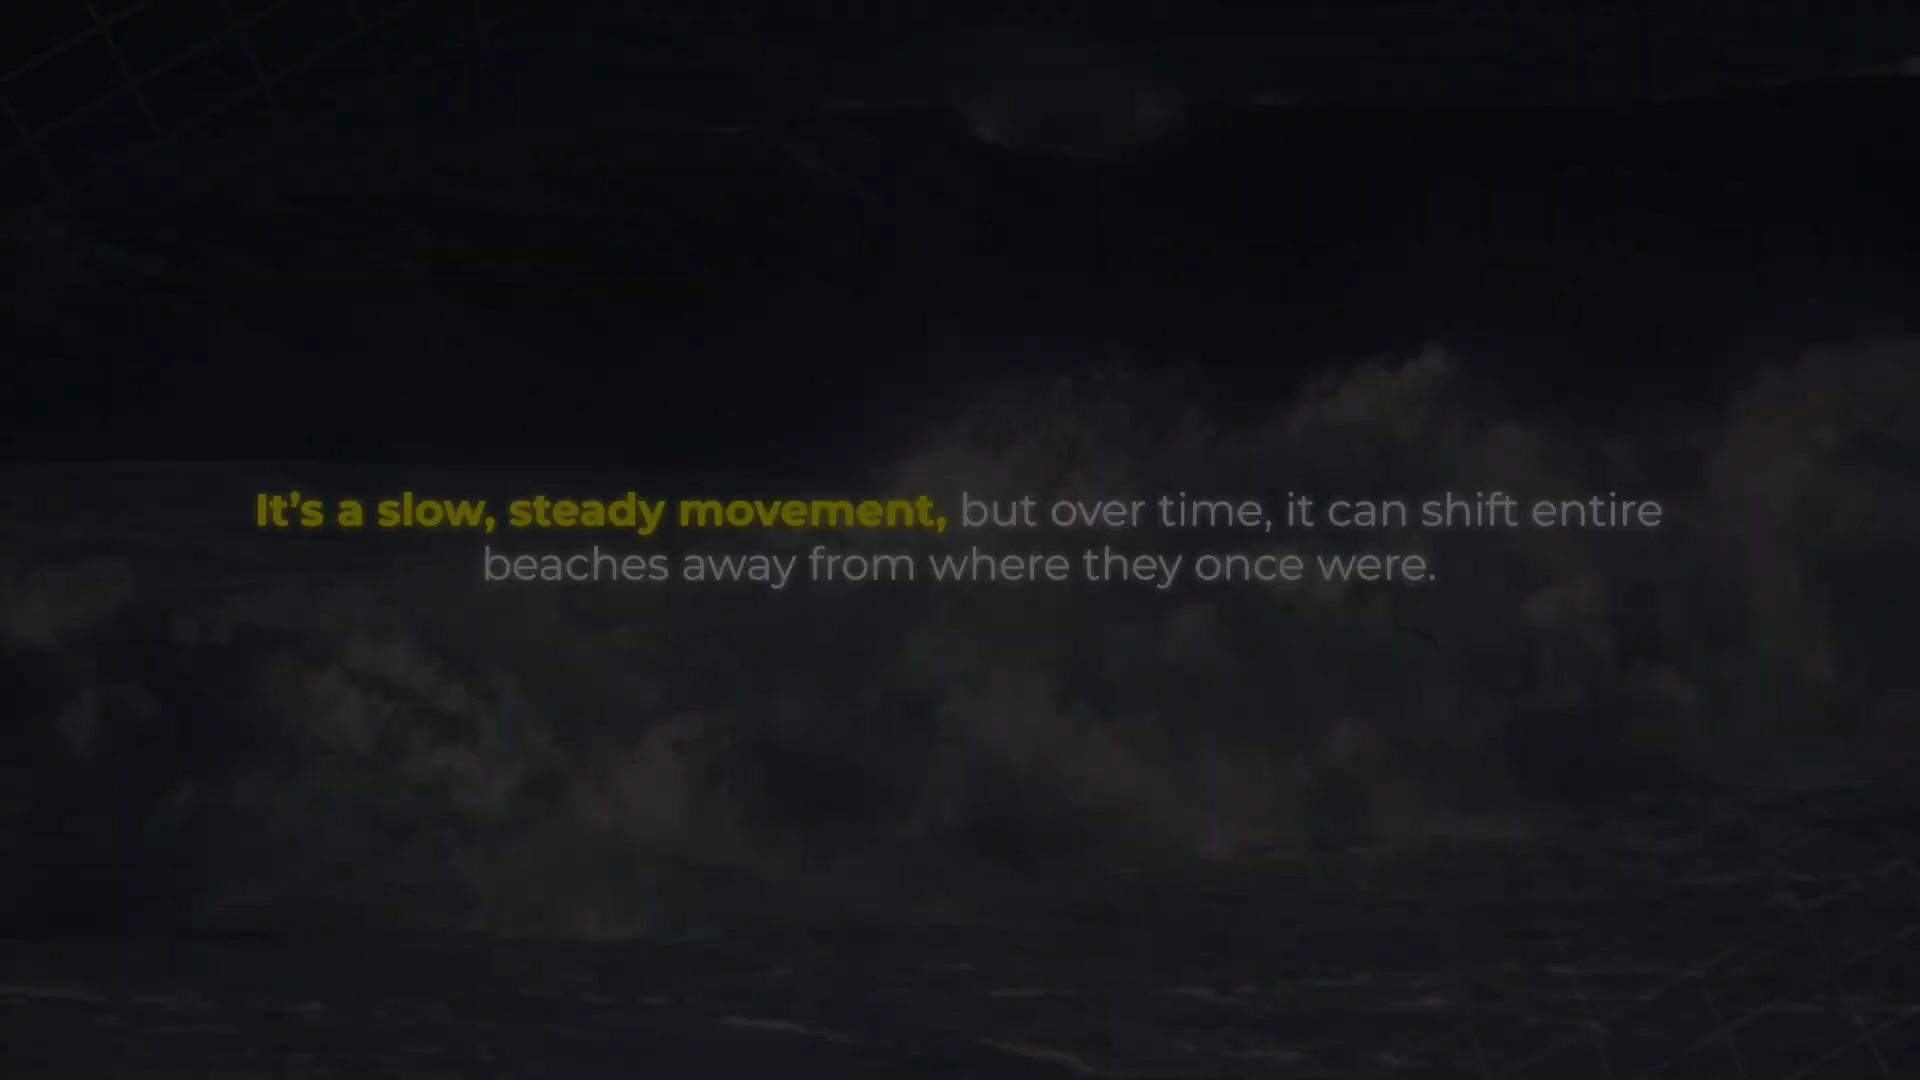 It’s a slow, steady movement, but over time, it can shift entire
beaches away from where they once were.